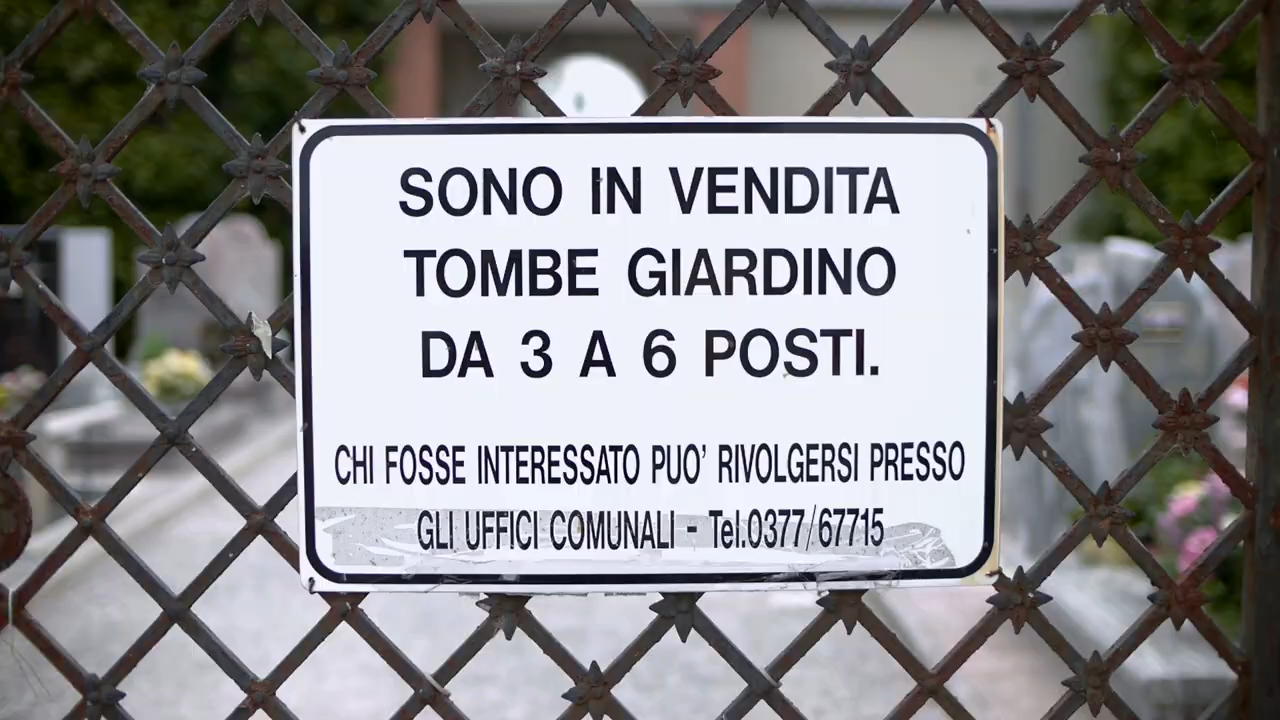 SONO IN VENDITA
TOMBE GIARDINO
DA 3 A 6 POSTI.
CHI FOSSE INTERESSATO PUO' RIVOLGERSI PRESSO
GLI UFFICI COMUNALI - Tel.0377/67715